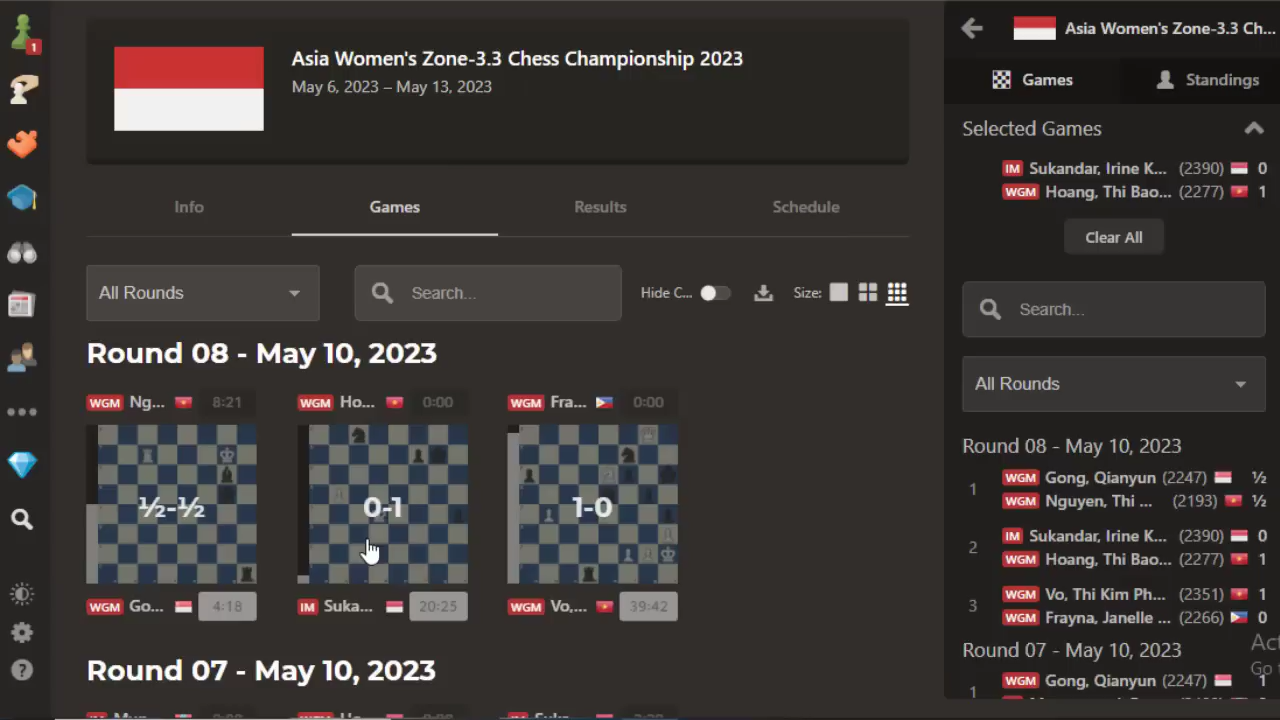 1
Asia Women's Zone-3.3 Chess Championship 2023
May 6, 2023 – May 13, 2023
Info
Games
Results
Schedule
All Rounds
Search...
Hide C...
Size:
Round 08 - May 10, 2023
WGM Ng... 8:21
WGM Ho... 0:00
WGM Fra... 0:00
½-½
0-1
1-0
WGM Go... 4:18
IM Suka... 20:25
WGM Vo,... 39:42
Round 07 - May 10, 2023
Asia Women's Zone-3.3 Ch...
Games
Standings
Selected Games
IM Sukandar, Irine K... (2390) 0
WGM Hoang, Thi Bao... (2277) 1
Clear All
Search...
All Rounds
Round 08 - May 10, 2023
1
WGM Gong, Qianyun (2247) ½
WGM Nguyen, Thi ... (2193) ½
2
IM Sukandar, Irine K... (2390) 0
WGM Hoang, Thi Bao... (2277) 1
3
WGM Vo, Thi Kim Ph... (2351) 1
WGM Frayna, Janelle ... (2266) 0
Round 07 - May 10, 2023
1
WGM Gong, Qianyun (2247) 1
Act
Go t